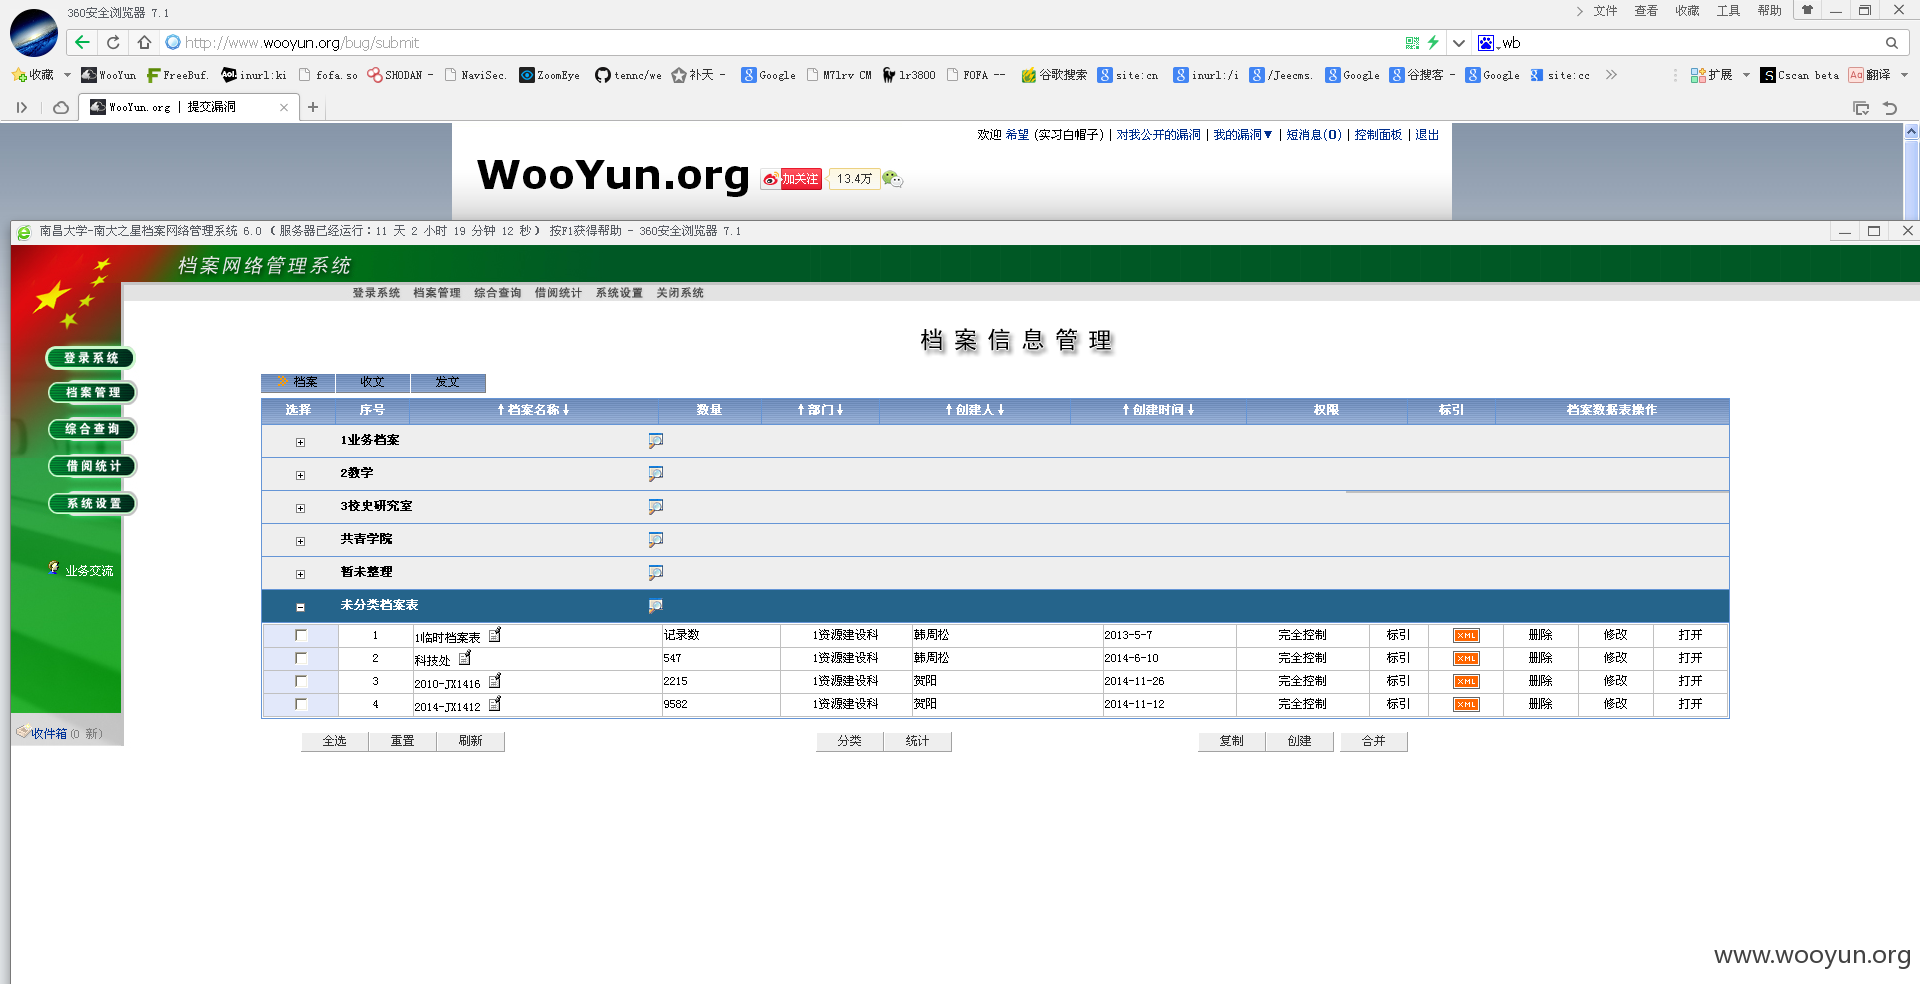 360安全浏览器 7.1
文件 查看 收藏 工具 帮助
http://www.wooyun.org/bug/submit
wb
收藏 WooYun FreeBuf. inurl:ki fofa.so SHODAN - NaviSec. ZoomEye tennc/we 补天 - Google M7lrv CM lr3800 FOFA -- 谷歌搜索 site:cn inurl:/i /Jeecms. Google 谷搜客 - Google site:cc 扩展 Cscan beta 翻译
WooYun.org | 提交漏洞
欢迎 希望 (实习白帽子) | 对我公开的漏洞 | 我的漏洞▼ | 短消息(0) | 控制面板 | 退出
WooYun.org 加关注 13.4万
南昌大学-南大之星档案网络管理系统 6.0 ( 服务器已经运行：11 天 2 小时 19 分钟 12 秒 ) 按F1获得帮助 - 360安全浏览器 7.1
档案网络管理系统
登录系统 档案管理 综合查询 借阅统计 系统设置 关闭系统
档案信息管理
登录系统
档案管理
综合查询
借阅统计
系统设置
业务交流
收件箱(0 新)
档案 收文 发文
选择 序号 ↑档案名称↓ 数量 ↑部门↓ ↑创建人↓ ↑创建时间↓ 权限 标引 档案数据表操作
1业务档案
2教学
3校史研究室
共青学院
暂未整理
未分类档案表
1 1临时档案表 记录数 1资源建设科 韩周松 2013-5-7 完全控制 标引 XML 删除 修改 打开
2 科技处 547 1资源建设科 韩周松 2014-6-10 完全控制 标引 XML 删除 修改 打开
3 2010-JX1416 2215 1资源建设科 贺阳 2014-11-26 完全控制 标引 XML 删除 修改 打开
4 2014-JX1412 9582 1资源建设科 贺阳 2014-11-12 完全控制 标引 XML 删除 修改 打开
全选 重置 刷新 分类 统计 复制 创建 合并
www.wooyun.org